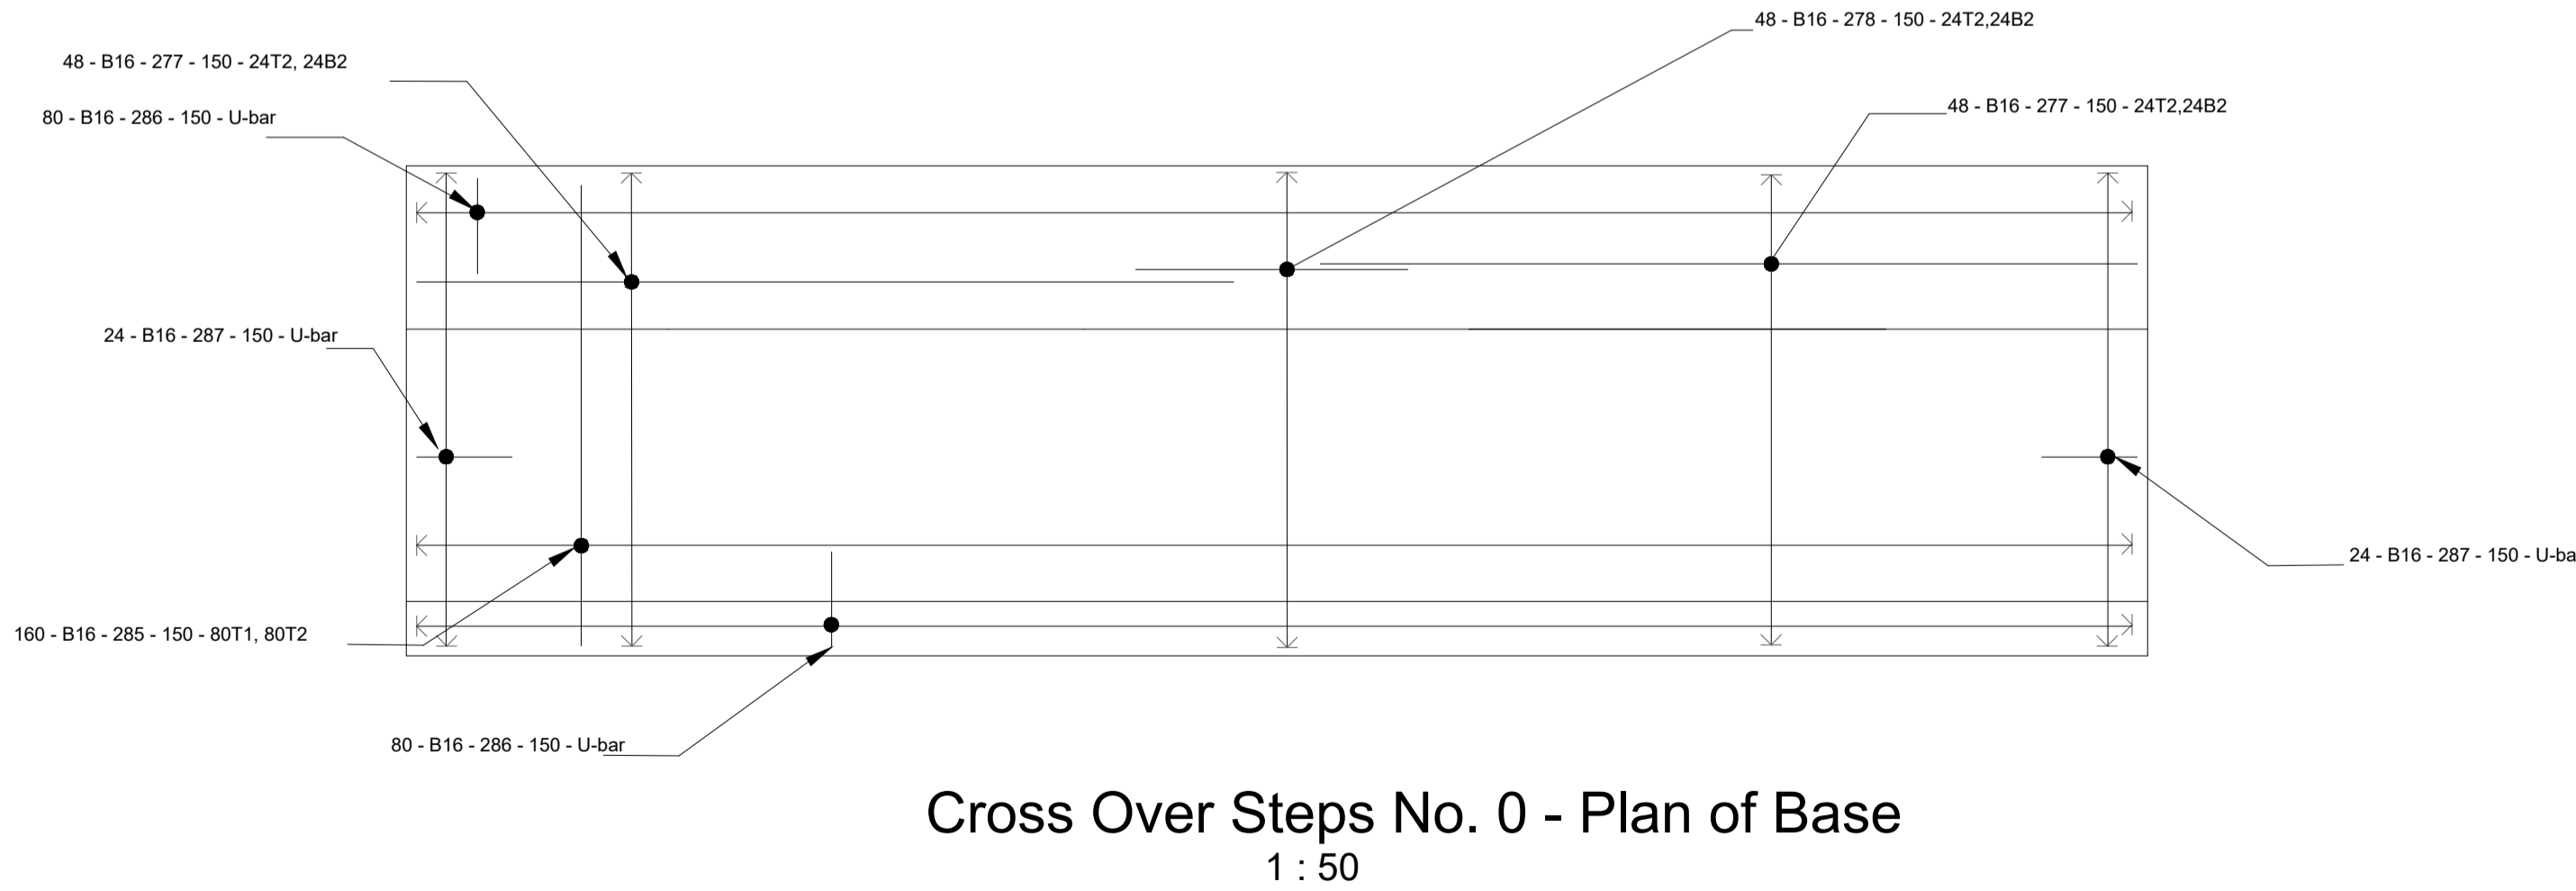 48 - B16 - 278 - 150 - 24T2,24B2
48 - B16 - 277 - 150 - 24T2, 24B2
48 - B16 - 277 - 150 - 24T2,24B2
80 - B16 - 286 - 150 - U-bar
24 - B16 - 287 - 150 - U-bar
24 - B16 - 287 - 150 - U-ba
160 - B16 - 285 - 150 - 80T1, 80T2
80 - B16 - 286 - 150 - U-bar
Cross Over Steps No. 0 - Plan of Base
1 : 50